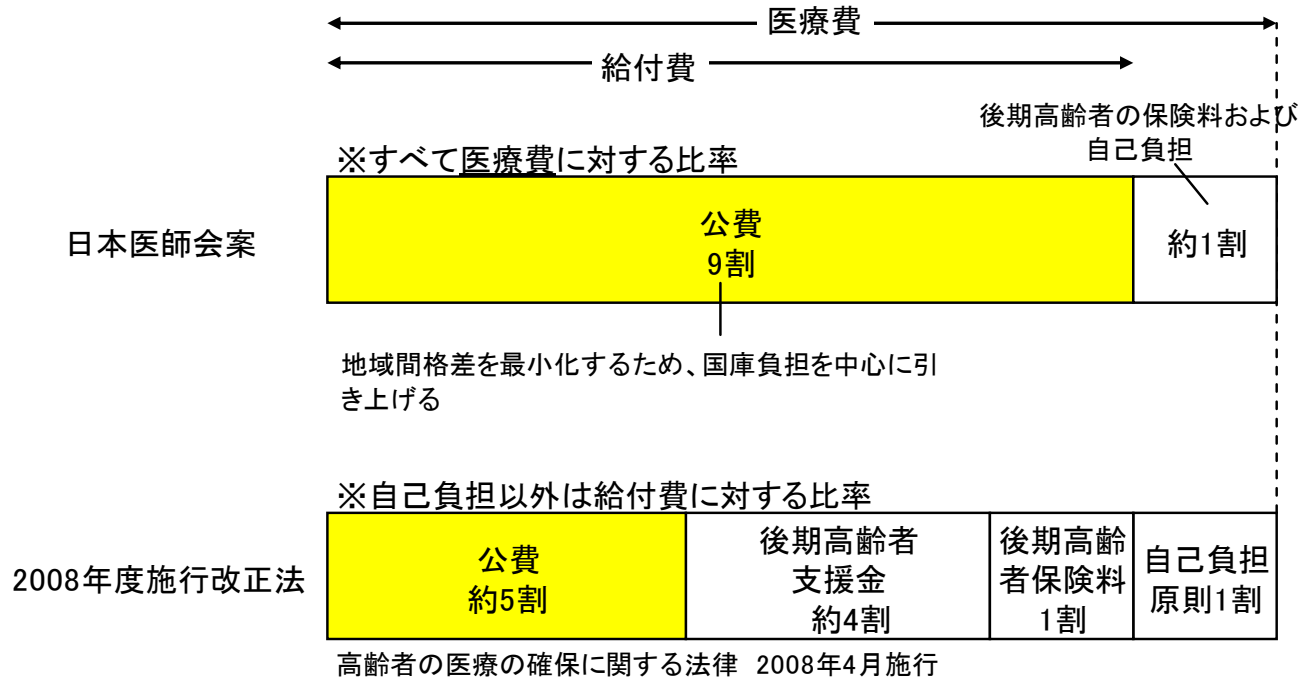 医療費
給付費
後期高齢者の保険料および
自己負担
※すべて医療費に対する比率
日本医師会案
公費
9割
約1割
地域間格差を最小化するため、国庫負担を中心に引
き上げる
※自己負担以外は給付費に対する比率
2008年度施行改正法
公費
約5割
後期高齢者
支援金
約4割
後期高齢
者保険料
1割
自己負担
原則1割
高齢者の医療の確保に関する法律 2008年4月施行